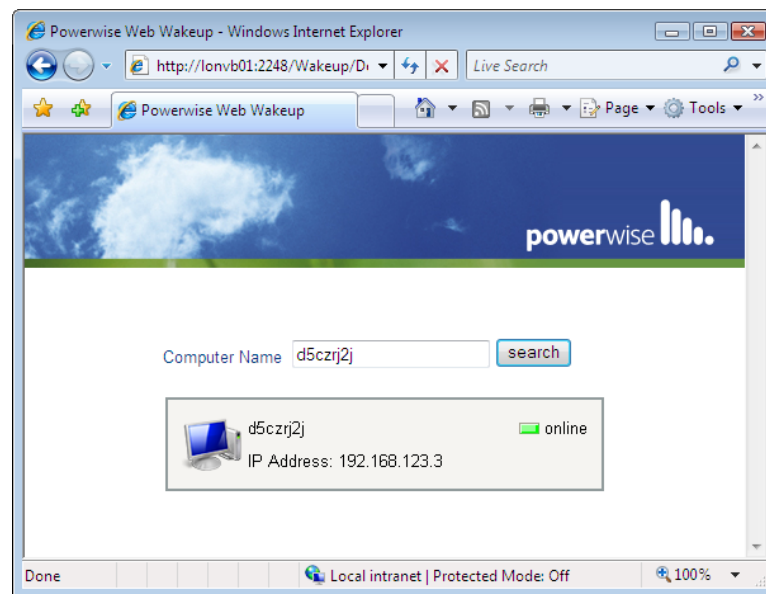 Powerwise Web Wakeup - Windows Internet Explorer
http://lonvb01:2248/Wakeup/D
Live Search
Powerwise Web Wakeup
Page
Tools
powerwise
Computer Name d5czrj2j search
d5czrj2j online
IP Address: 192.168.123.3
Done Local intranet | Protected Mode: Off 100%